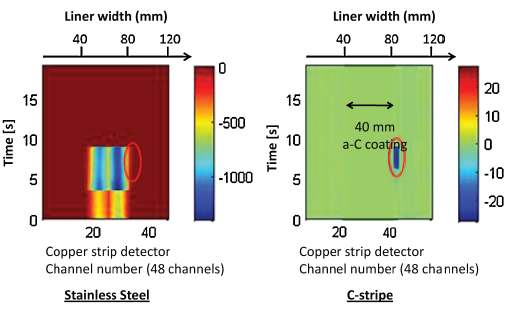 Liner width (mm)
40 80 120
0
-500
-1000
Time [s]
15
10
5
0
20 40
Copper strip detector
Channel number (48 channels)
Stainless Steel
Liner width (mm)
40 80 120
40 mm
a-C coating
20
10
0
-10
-20
Time [s]
15
10
5
0
20 40
Copper strip detector
Channel number (48 channels)
C-stripe